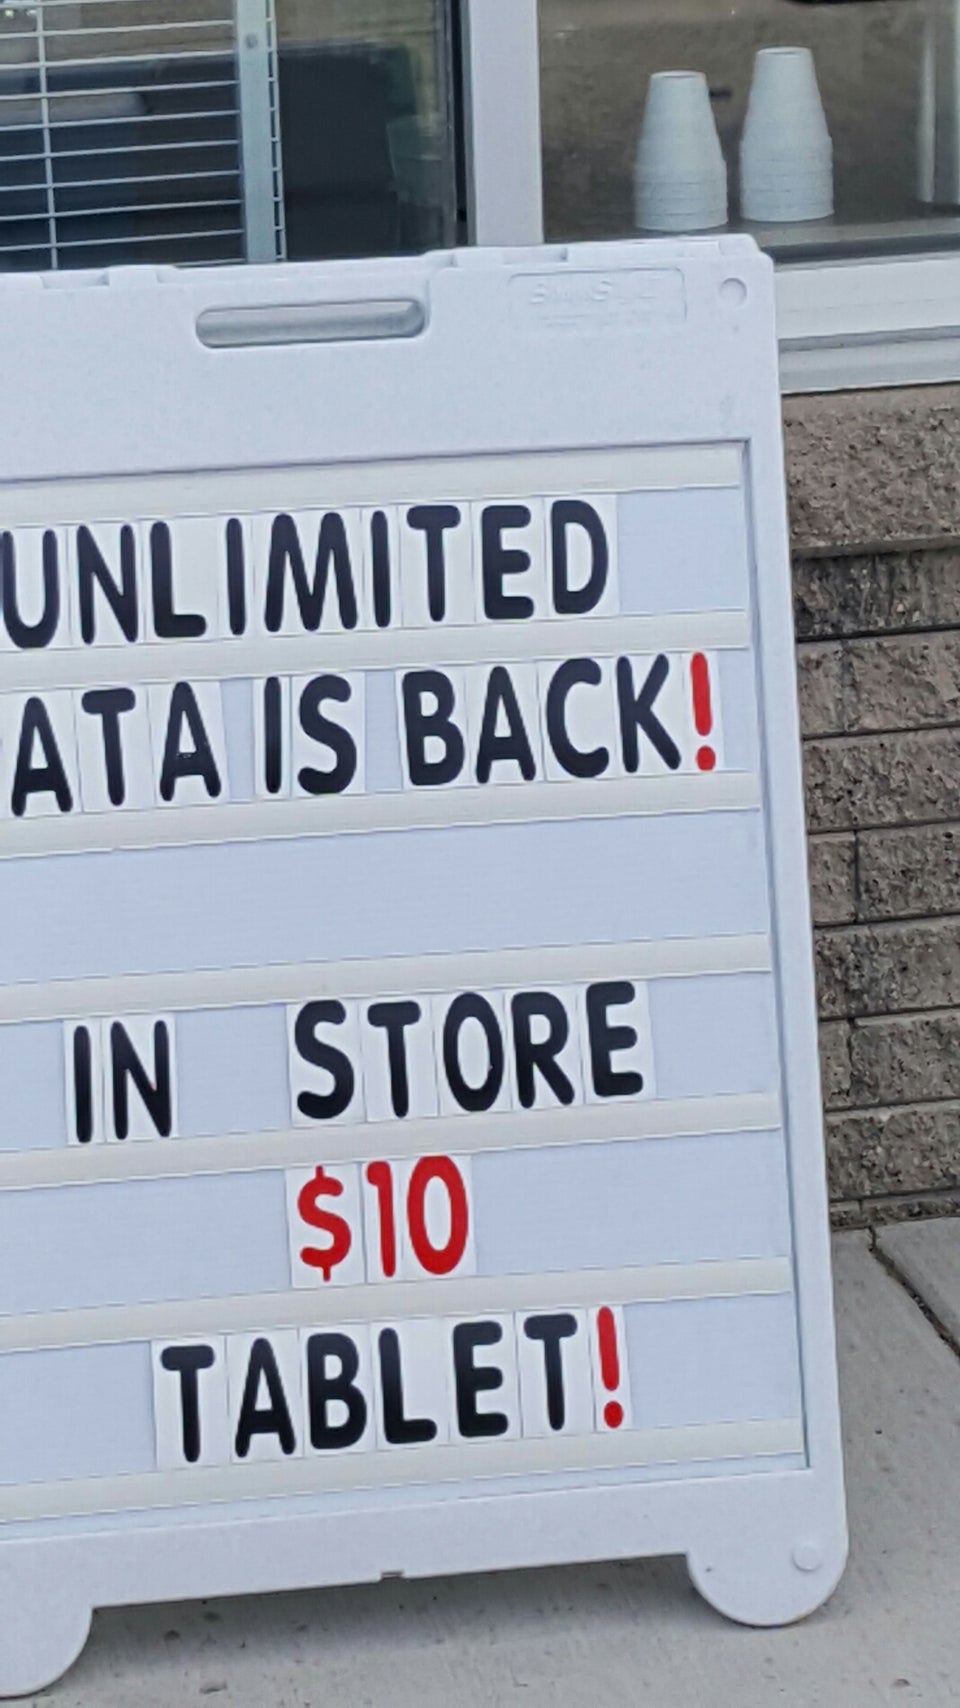 UNLIMITED
ATA IS BACK!
IN STORE
$10
TABLET!